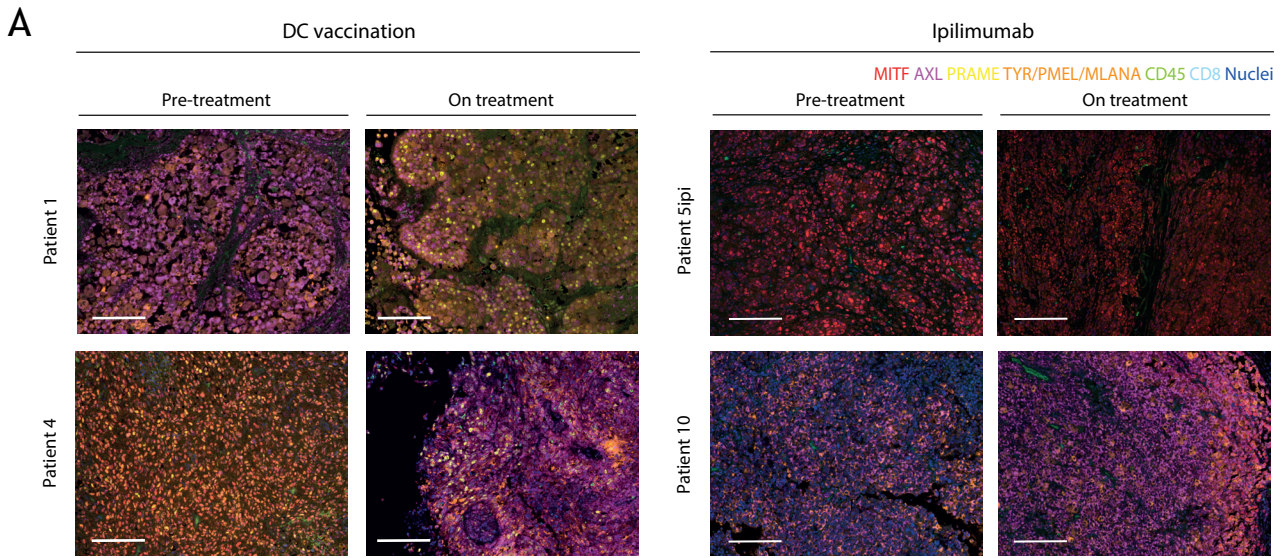 A
DC vaccination
Ipilimumab
MITF AXL PRAME TYR/PMEL/MLANA CD45 CD8 Nuclei
Pre-treatment
On treatment
Pre-treatment
On treatment
Patient 1
Patient 5ipi
Patient 4
Patient 10